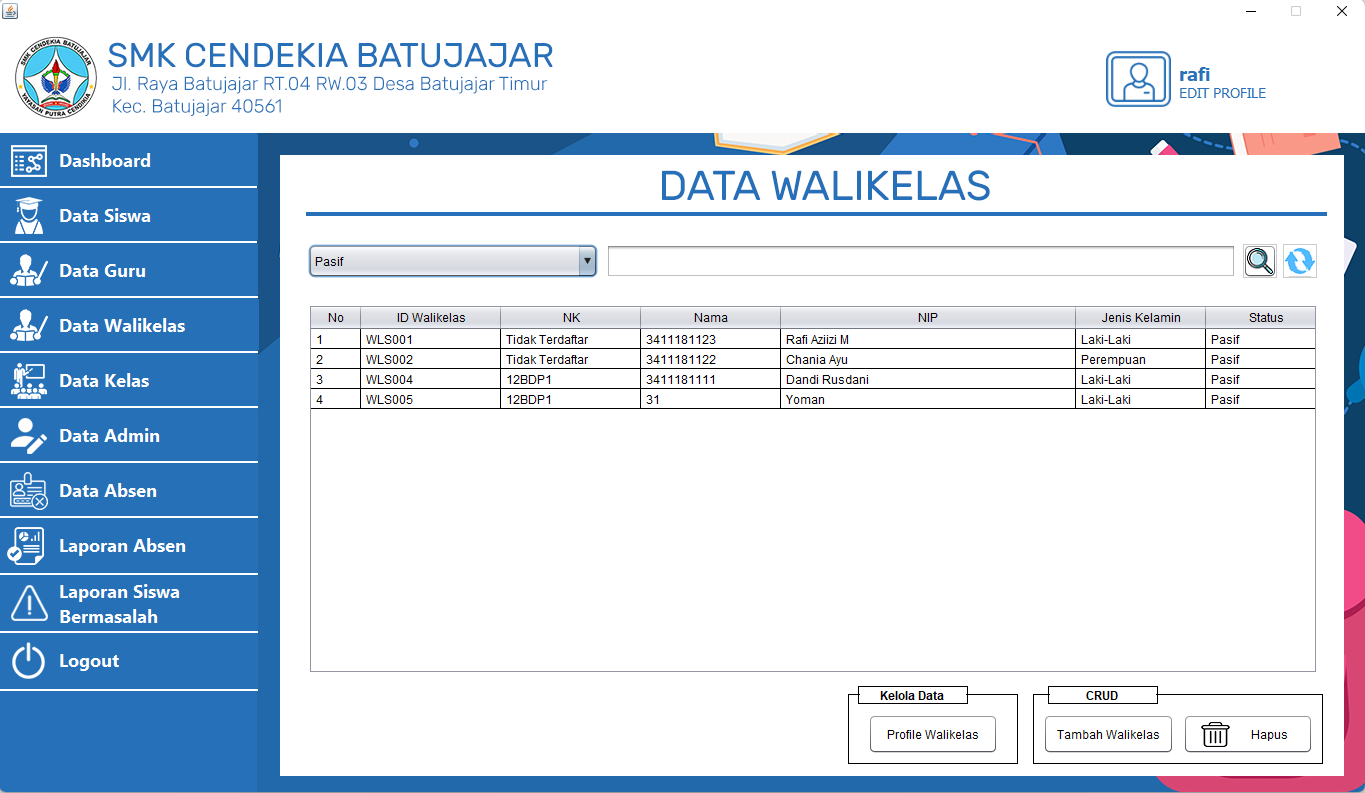 SMK CENDEKIA BATUJAJAR
YAYASAN PUTRA CENDIKIA
SMK CENDEKIA BATUJAJAR
Jl. Raya Batujajar RT.04 RW.03 Desa Batujajar Timur
Kec. Batujajar 40561
rafi
EDIT PROFILE
Dashboard
Data Siswa
Data Guru
Data Walikelas
Data Kelas
Data Admin
Data Absen
Laporan Absen
Laporan Siswa
Bermasalah
Logout
DATA WALIKELAS
Pasif
No ID Walikelas NK Nama NIP Jenis Kelamin Status
1 WLS001 Tidak Terdaftar 3411181123 Rafi Aziizi M Laki-Laki Pasif
2 WLS002 Tidak Terdaftar 3411181122 Chania Ayu Perempuan Pasif
3 WLS004 12BDP1 3411181111 Dandi Rusdani Laki-Laki Pasif
4 WLS005 12BDP1 31 Yoman Laki-Laki Pasif
Kelola Data
Profile Walikelas
CRUD
Tambah Walikelas Hapus